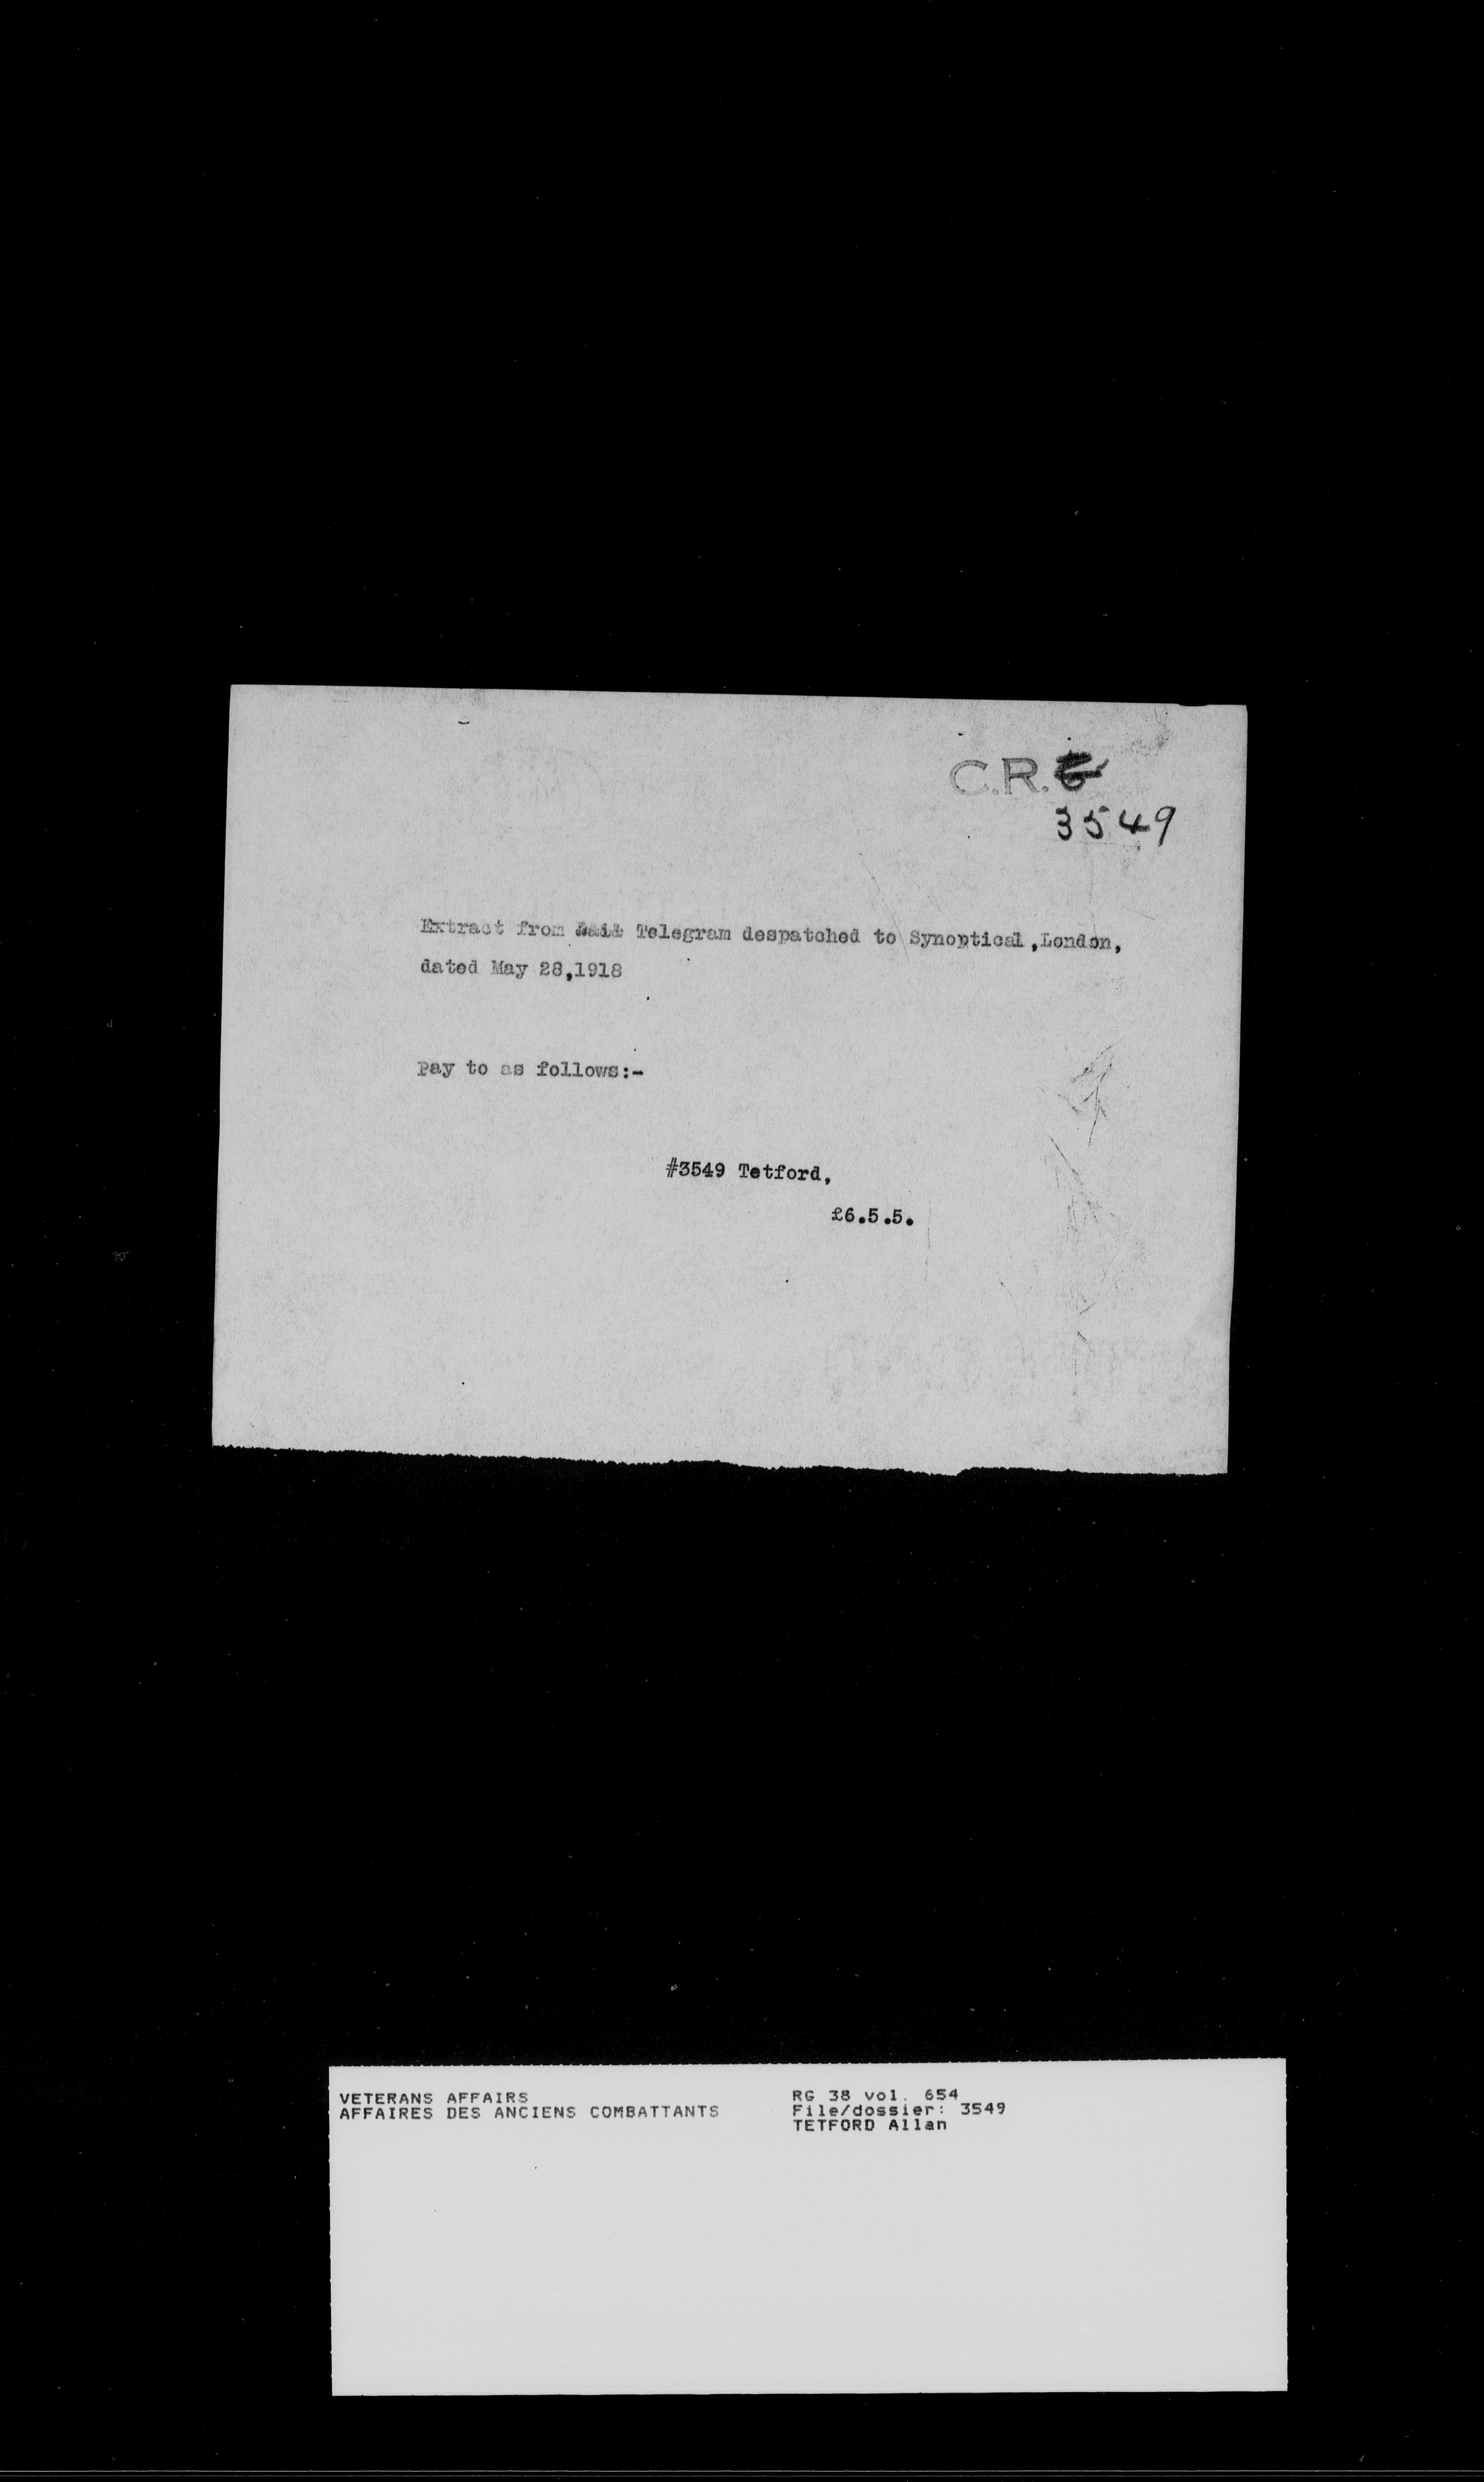 C.R.
3549
Extract from Telegram despatched to Synoptical,London,
dated May 28,1918
Pay to as follows:-
#3549 Tetford,
£6.5.5.
VETERANS AFFAIRS
AFFAIRES DES ANCIENS COMBATTANTS
RG 38 vol. 654
File/dossier: 3549
TETFORD Allan